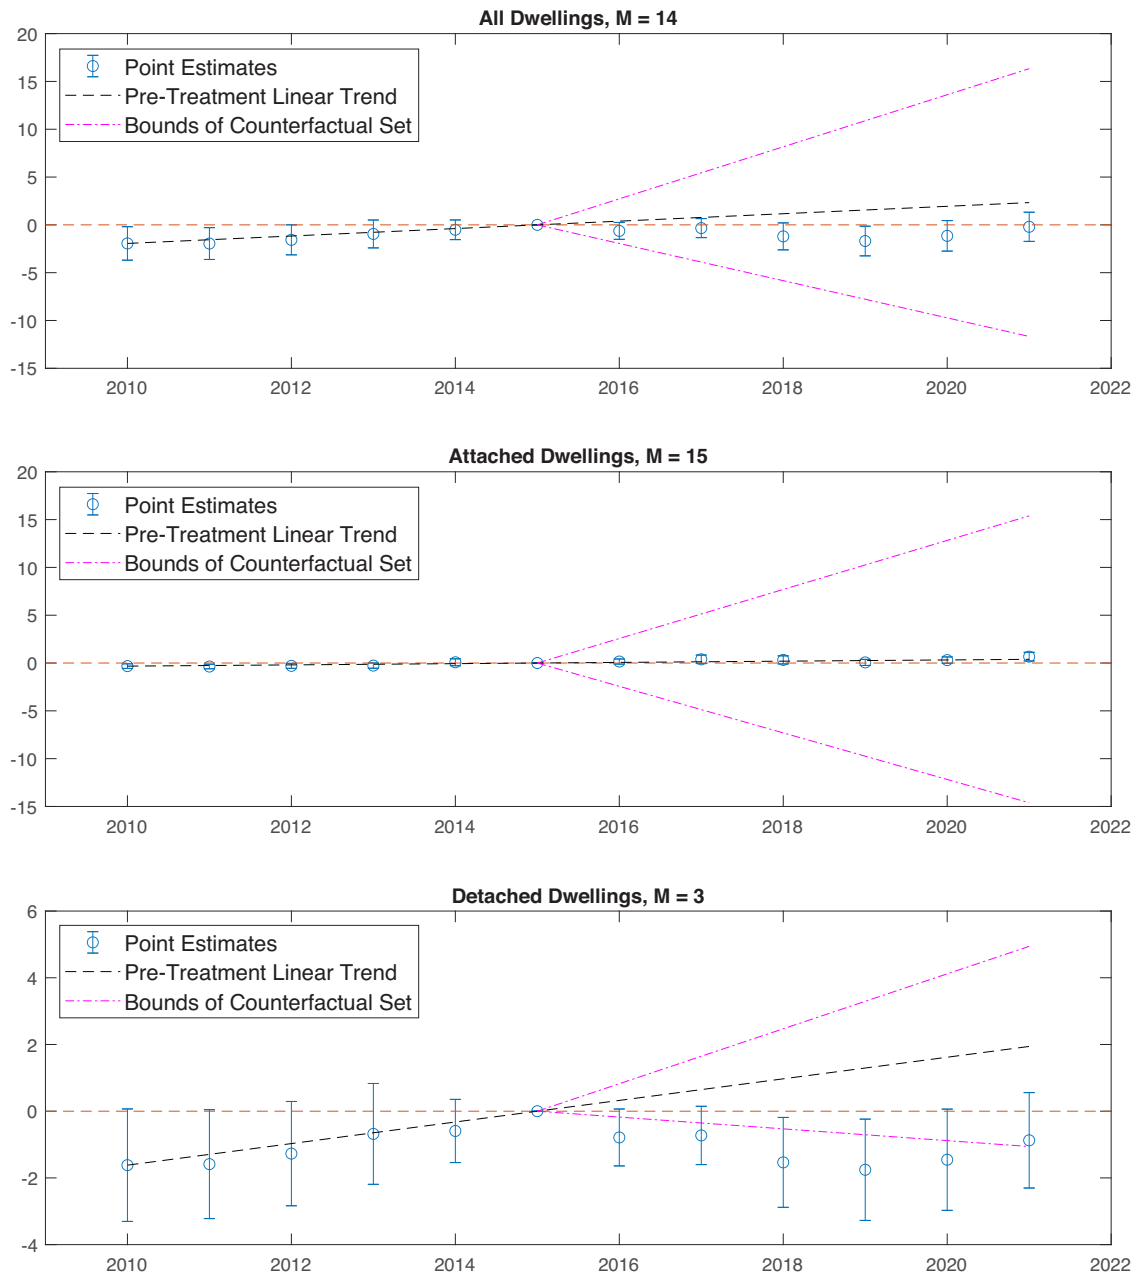 All Dwellings, M = 14
20
15
10
5
0
-5
-10
-15
Point Estimates
Pre-Treatment Linear Trend
Bounds of Counterfactual Set
2010 2012 2014 2016 2018 2020 2022
Attached Dwellings, M = 15
20
15
10
5
0
-5
-10
-15
Point Estimates
Pre-Treatment Linear Trend
Bounds of Counterfactual Set
2010 2012 2014 2016 2018 2020 2022
Detached Dwellings, M = 3
6
4
2
0
-2
-4
Point Estimates
Pre-Treatment Linear Trend
Bounds of Counterfactual Set
2010 2012 2014 2016 2018 2020 2022